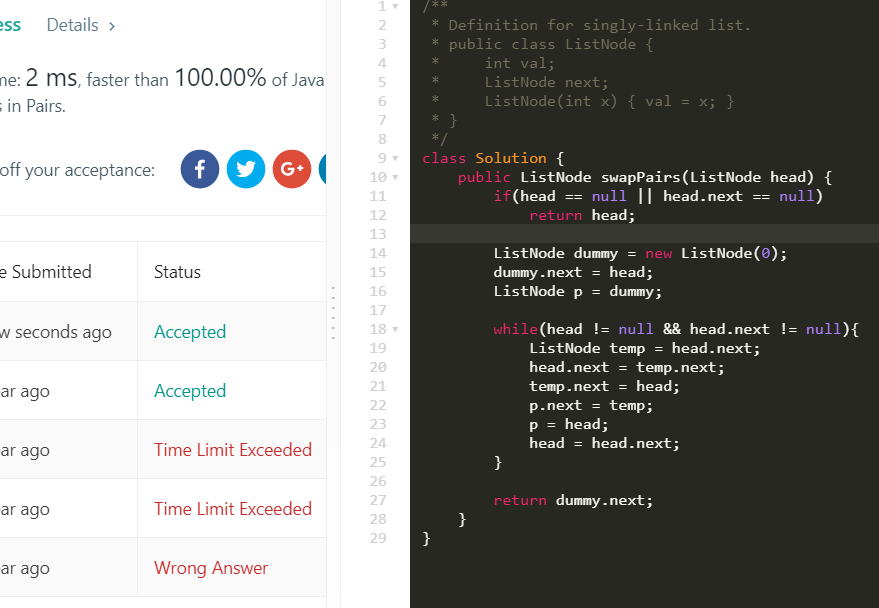 ess Details >
me: 2 ms, faster than 100.00% of Java
s in Pairs.
off your acceptance:
f G+
e Submitted Status
w seconds ago Accepted
ar ago Accepted
ar ago Time Limit Exceeded
ar ago Time Limit Exceeded
ar ago Wrong Answer
1 /**
2  * Definition for singly-linked list.
3  * public class ListNode {
4  *     int val;
5  *     ListNode next;
6  *     ListNode(int x) { val = x; }
7  * }
8  */
9 class Solution {
10     public ListNode swapPairs(ListNode head) {
11         if(head == null || head.next == null)
12             return head;
13
14         ListNode dummy = new ListNode(0);
15         dummy.next = head;
16         ListNode p = dummy;
17
18         while(head != null && head.next != null){
19             ListNode temp = head.next;
20             head.next = temp.next;
21             temp.next = head;
22             p.next = temp;
23             p = head;
24             head = head.next;
25         }
26
27         return dummy.next;
28     }
29 }